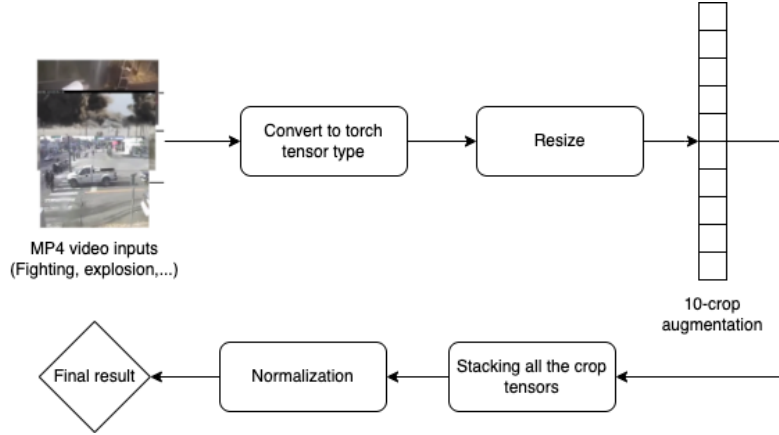 Convert to torch
tensor type
Resize
MP4 video inputs
(Fighting, explosion,...)
10-crop
augmentation
Final result
Normalization
Stacking all the crop
tensors